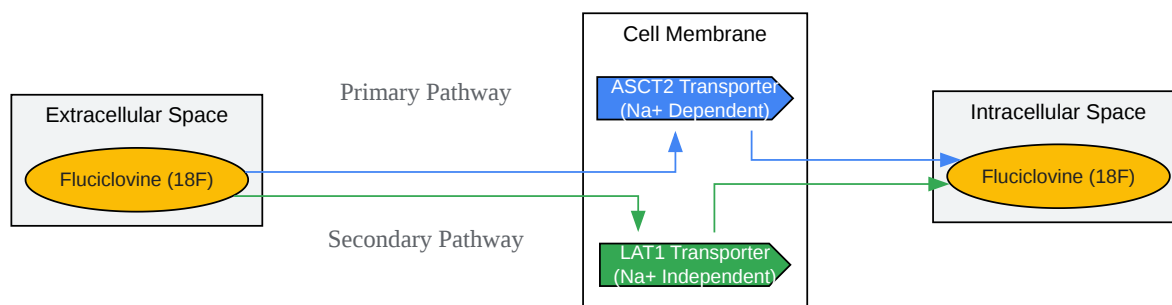 Cell Membrane
ASCT2 Transporter
(Na+ Dependent)
Primary Pathway
Extracellular Space
Fluciclovine (18F)
Intracellular Space
Fluciclovine (18F)
Secondary Pathway
LAT1 Transporter
(Na+ Independent)